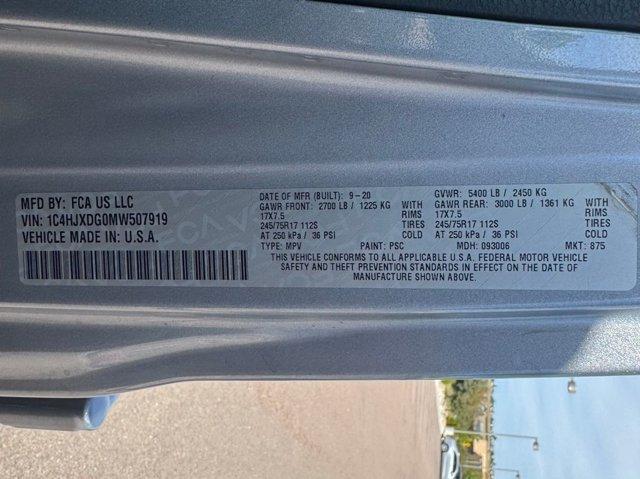 MFD BY: FCA US LLC
VIN: 1C4HJXDG0MW507919
VEHICLE MADE IN: U.S.A.
DATE OF MFR (BUILT): 9-20
GAWR FRONT: 2700 LB / 1225 KG WITH
17X7.5 RIMS
245/75R17 112S TIRES
AT 250 kPa / 36 PSI COLD
GVWR: 5400 LB / 2450 KG
GAWR REAR: 3000 LB / 1361 KG WITH
17X7.5 RIMS
245/75R17 112S TIRES
AT 250 kPa / 36 PSI COLD
TYPE: MPV PAINT: PSC MDH: 093006 MKT: 875
THIS VEHICLE CONFORMS TO ALL APPLICABLE U.S.A. FEDERAL MOTOR VEHICLE
SAFETY AND THEFT PREVENTION STANDARDS IN EFFECT ON THE DATE OF
MANUFACTURE SHOWN ABOVE.